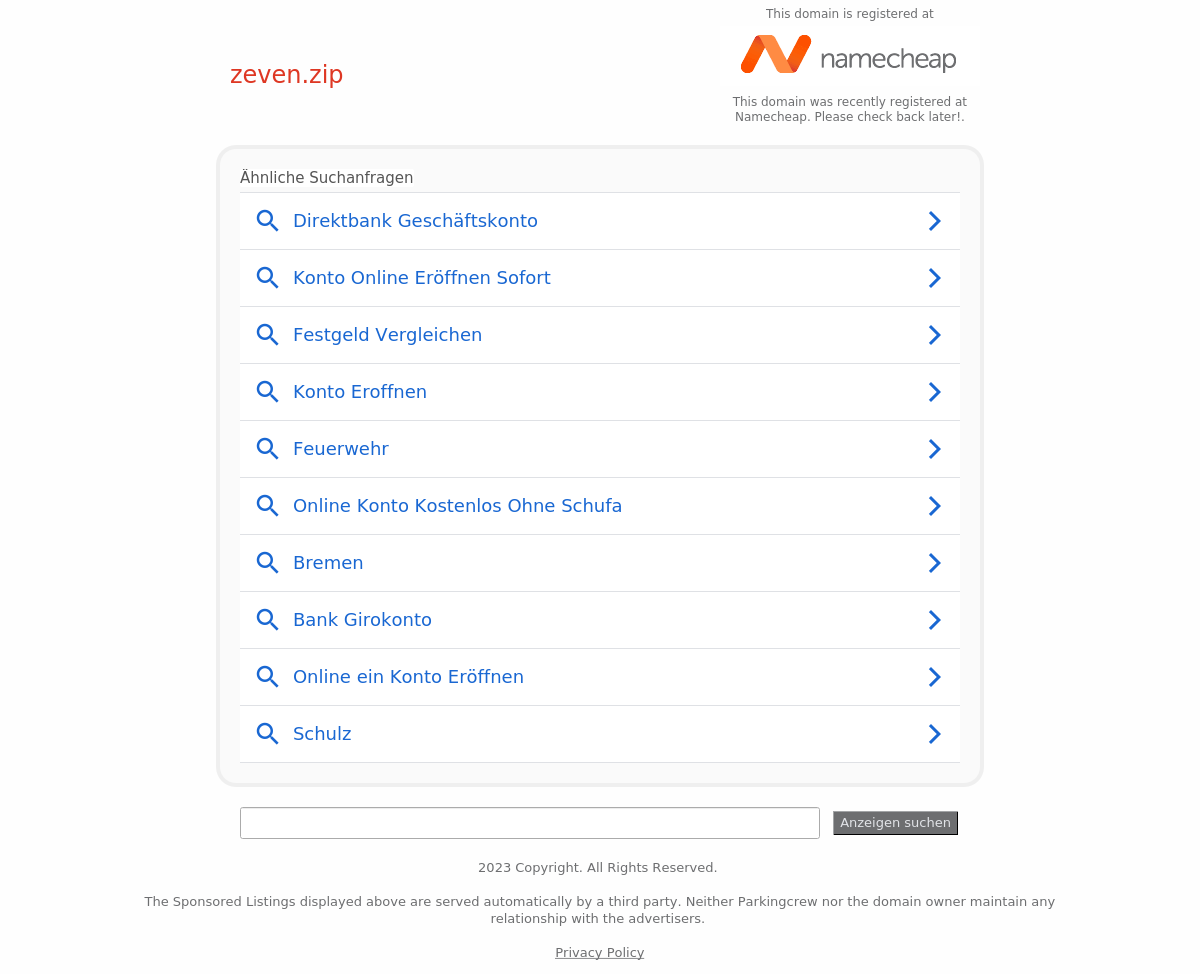 This domain is registered at
namecheap
zeven.zip
This domain was recently registered at
Namecheap. Please check back later!.
Ähnliche Suchanfragen
Direktbank Geschäftskonto
Konto Online Eröffnen Sofort
Festgeld Vergleichen
Konto Eroffnen
Feuerwehr
Online Konto Kostenlos Ohne Schufa
Bremen
Bank Girokonto
Online ein Konto Eröffnen
Schulz
Anzeigen suchen
2023 Copyright. All Rights Reserved.
The Sponsored Listings displayed above are served automatically by a third party. Neither Parkingcrew nor the domain owner maintain any
relationship with the advertisers.
Privacy Policy